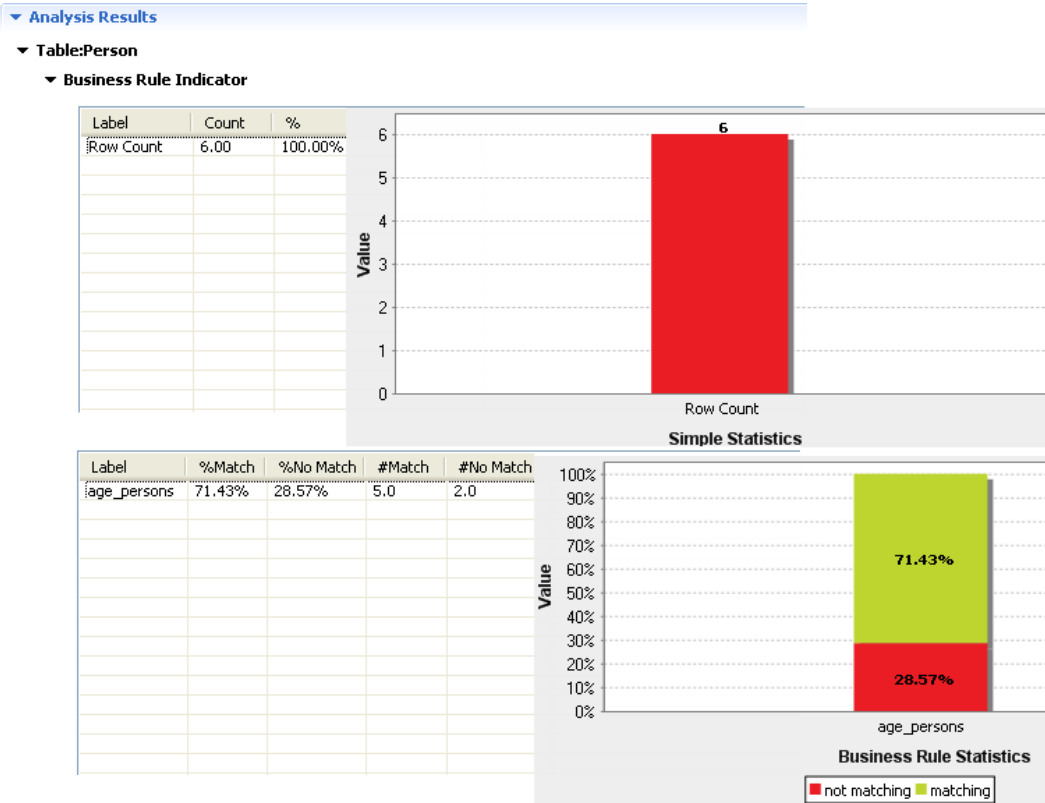 Analysis Results
Table:Person
Business Rule Indicator
Label Count %
Row Count 6.00 100.00%
6
6
5
4
3
2
1
0
Value
Row Count
Simple Statistics
Label %Match %No Match #Match #No Match
age_persons 71.43% 28.57% 5.0 2.0
100%
90%
80%
70%
60%
50%
40%
30%
20%
10%
0%
Value
71.43%
28.57%
age_persons
Business Rule Statistics
not matching matching